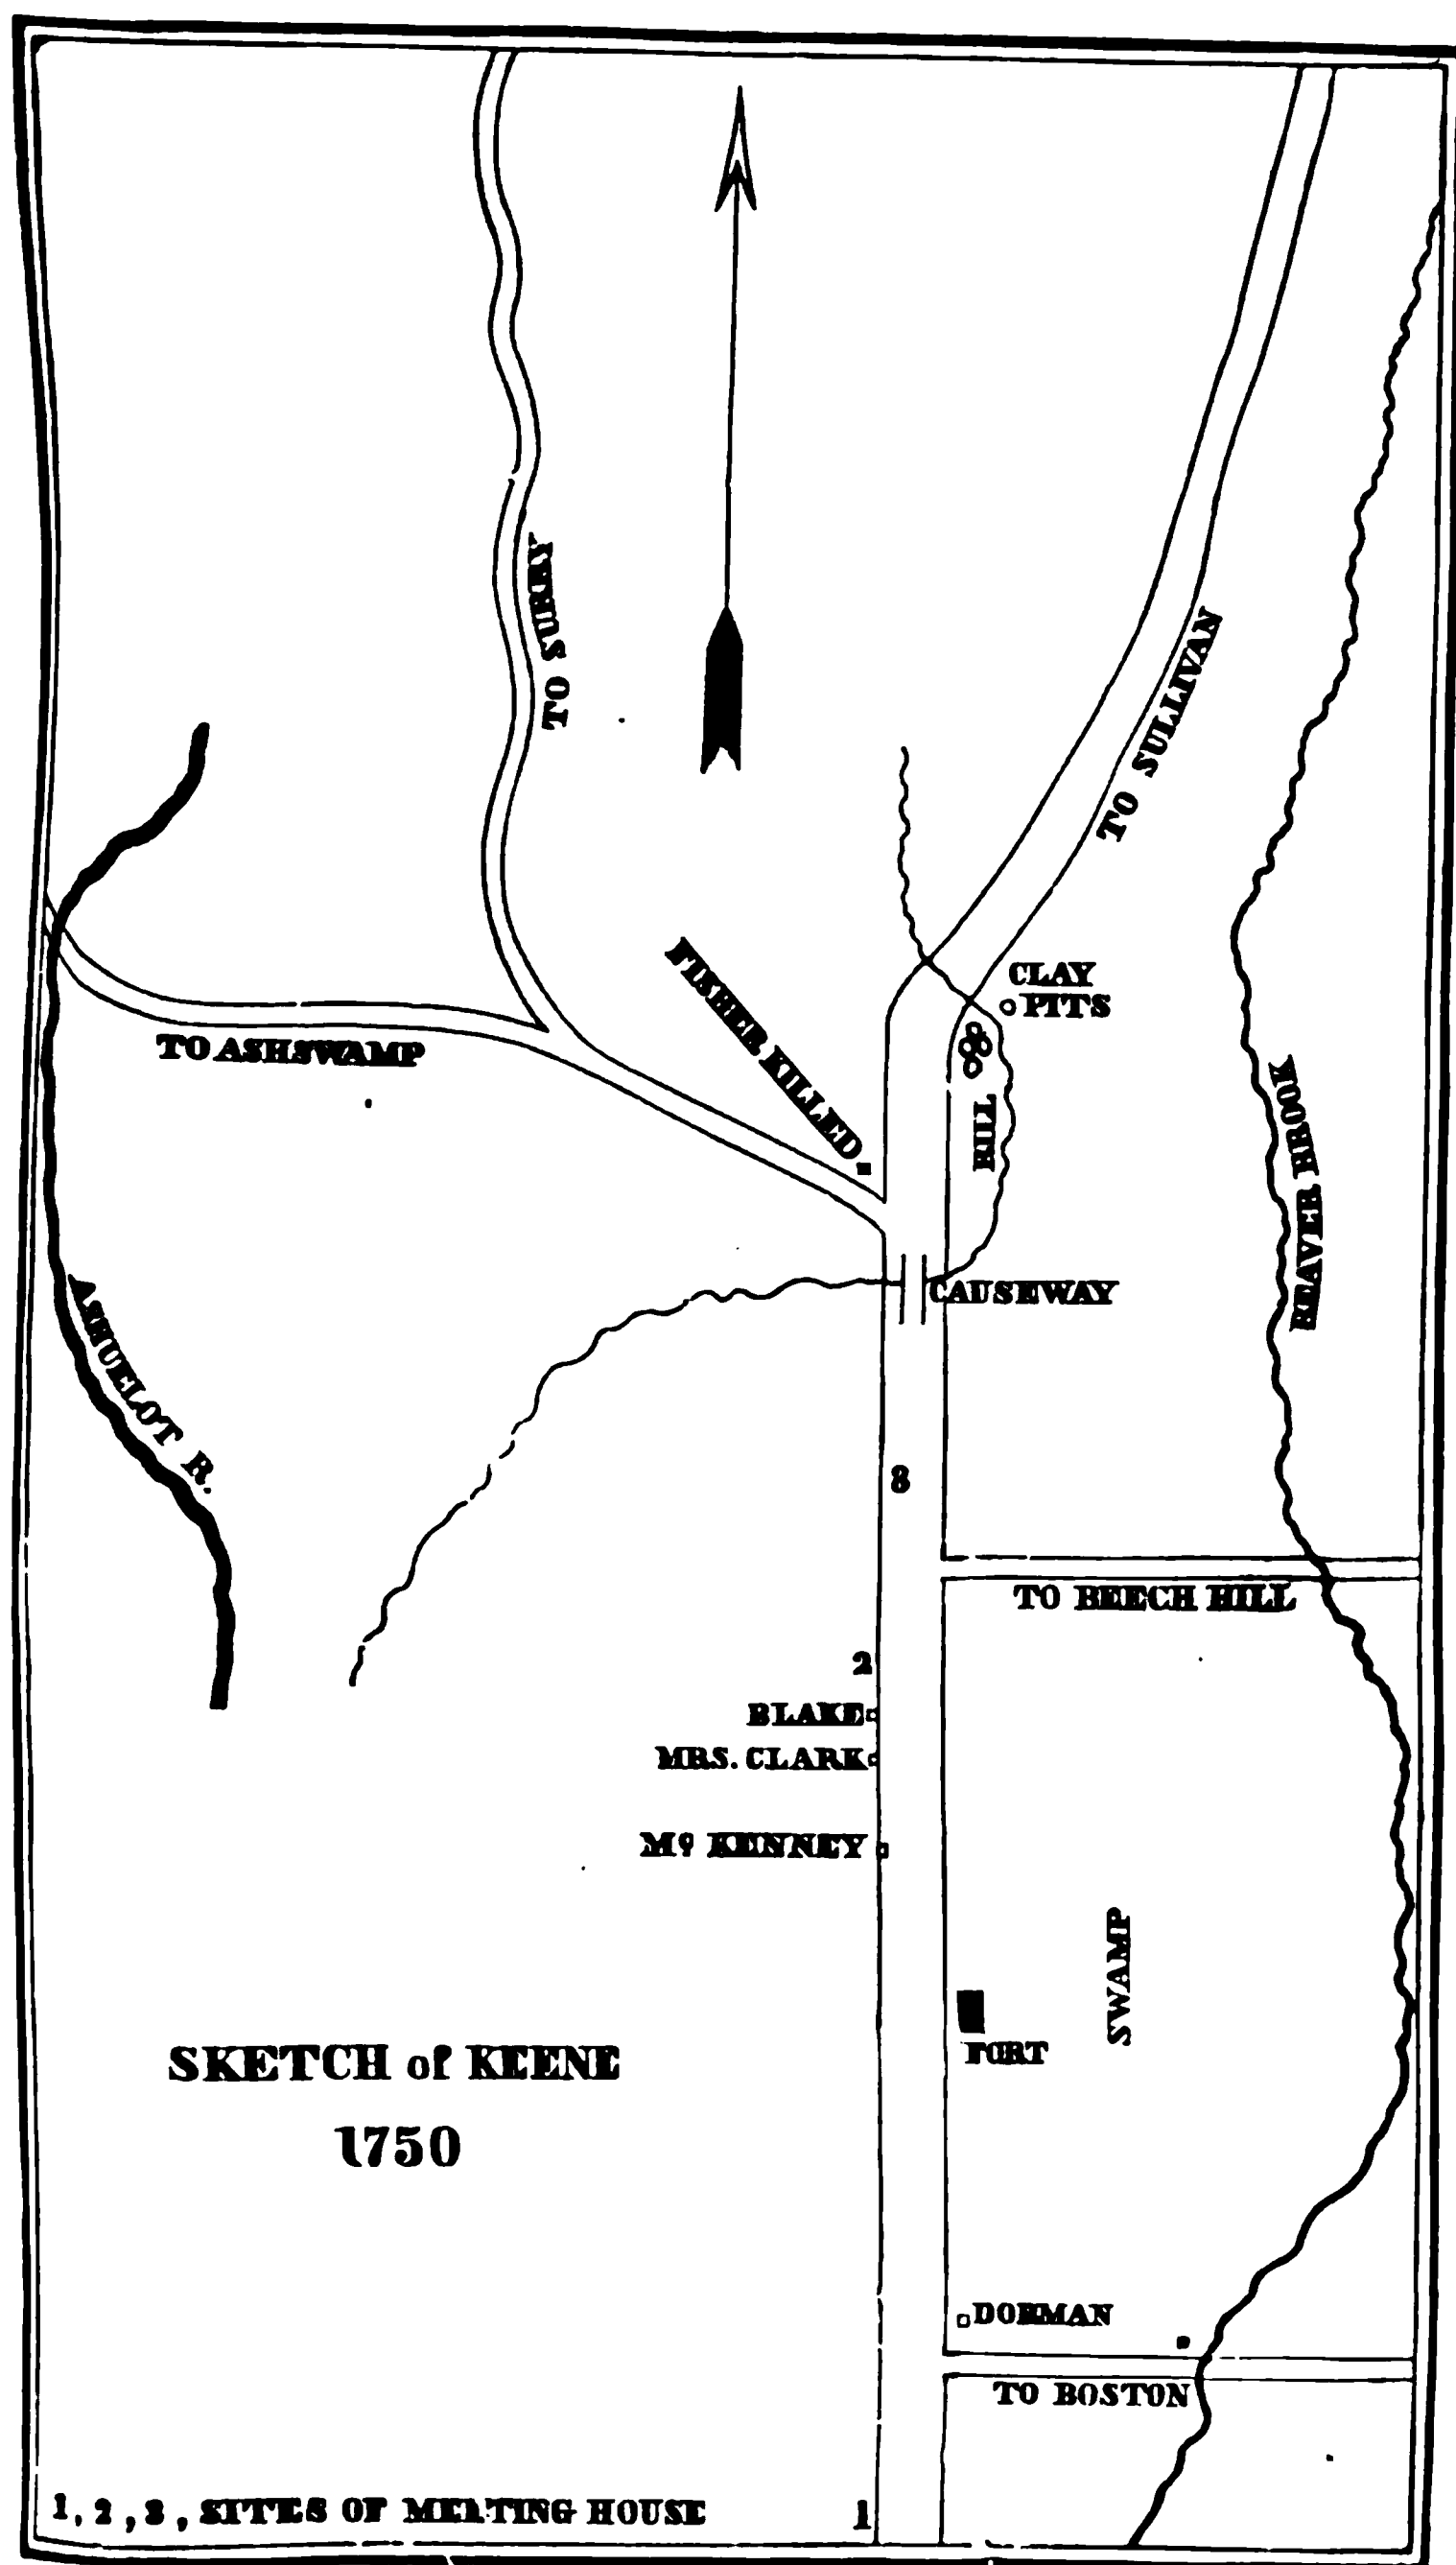 TO SURRY
TO SULLIVAN
CLAY
PITTS
FISHER KILLED
TO ASHSWAMP
HILL
BEAVER BROOK
CAUSEWAY
ASHUELOT R.
3
TO BEECH HILL
2
BLAKE
MRS. CLARK
Mc KENNEY
SWAMP
FORT
SKETCH of KEENE
1750
DORMAN
TO BOSTON
1, 2, 3, SITES OF MEETING HOUSE
1